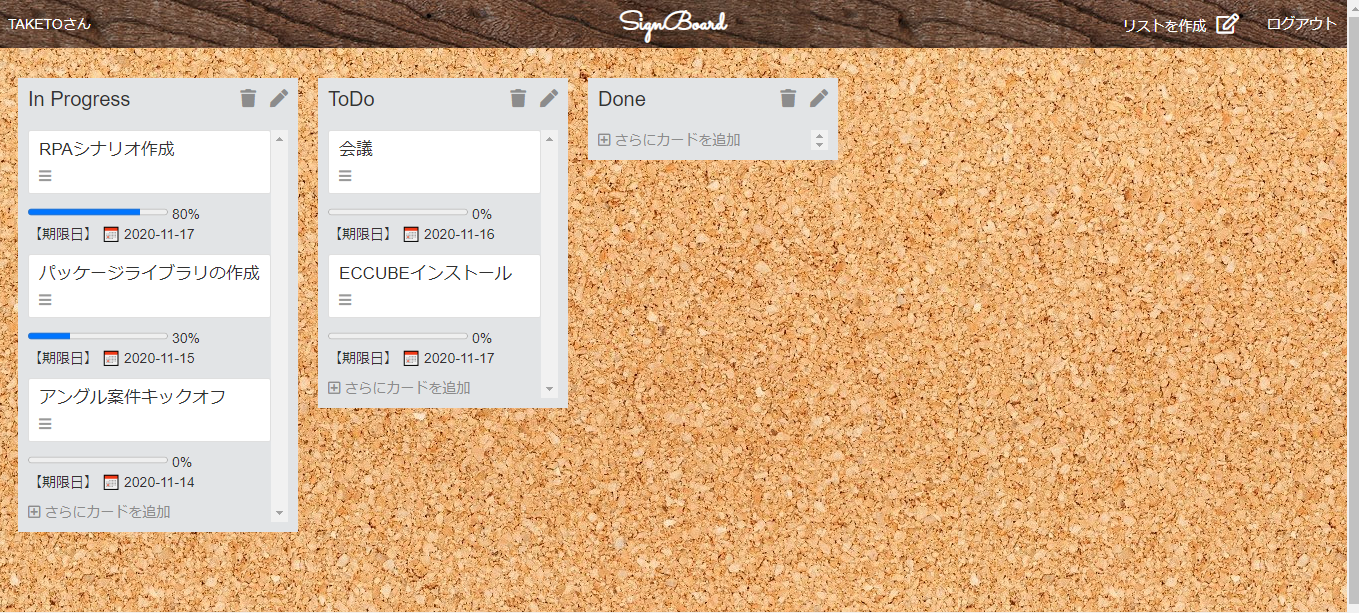 TAKETOさん
SignBoard
リストを作成
ログアウト
In Progress
RPAシナリオ作成
80%
【期限日】 2020-11-17
パッケージライブラリの作成
30%
【期限日】 2020-11-15
アングル案件キックオフ
0%
【期限日】 2020-11-14
さらにカードを追加
ToDo
会議
0%
【期限日】 2020-11-16
ECCUBEインストール
0%
【期限日】 2020-11-17
さらにカードを追加
Done
さらにカードを追加